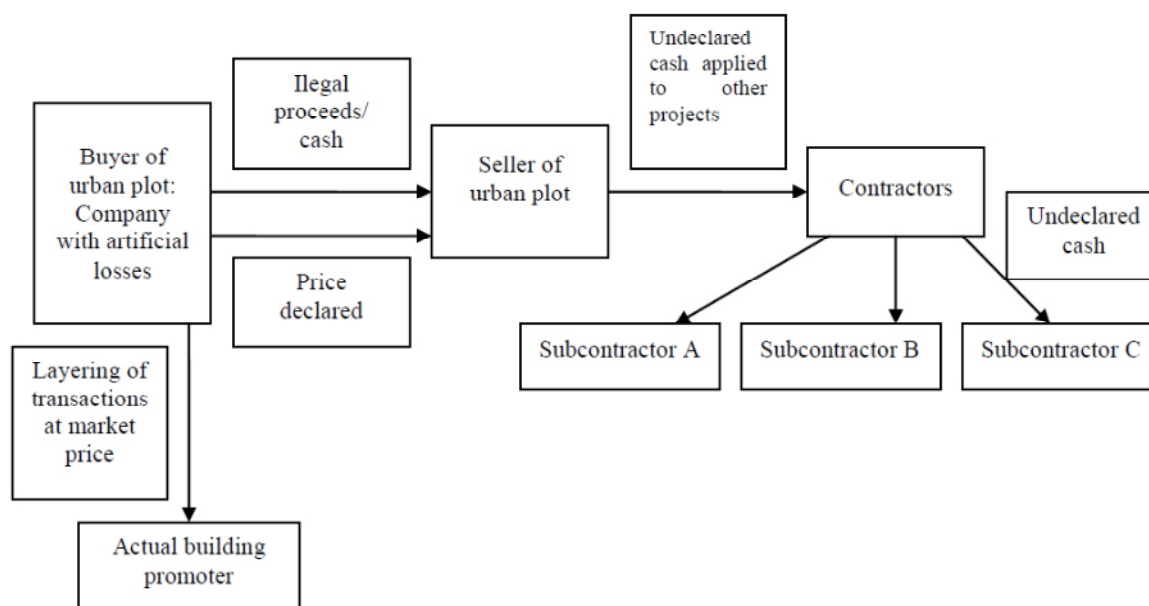 Ilegal
proceeds/
cash
Undeclared
cash applied
to other
projects
Buyer of
urban plot:
Company
with artificial
losses
Seller of
urban plot
Contractors
Undeclared
cash
Price
declared
Subcontractor A
Subcontractor B
Subcontractor C
Layering of
transactions
at market
price
Actual building
promoter